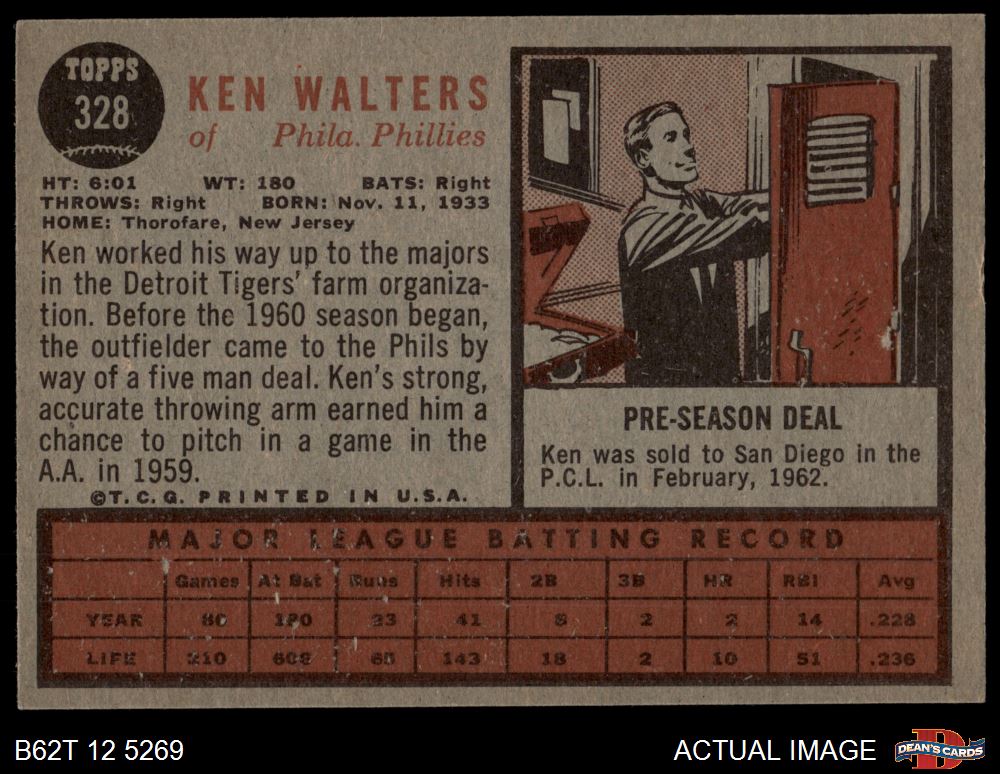 TOPPS
328
KEN WALTERS
of Phila. Phillies
HT: 6:01 WT: 180 BATS: Right
THROWS: Right BORN: Nov. 11, 1933
HOME: Thorofare, New Jersey
Ken worked his way up to the majors
in the Detroit Tigers' farm organiza-
tion. Before the 1960 season began,
the outfielder came to the Phils by
way of a five man deal. Ken's strong,
accurate throwing arm earned him a
chance to pitch in a game in the
A.A. in 1959.
©T.C.G. PRINTED IN U.S.A.
PRE-SEASON DEAL
Ken was sold to San Diego in the
P.C.L. in February, 1962.
MAJOR LEAGUE BATTING RECORD
Games At Bat Runs Hits 2B 3B HR RBI Avg
YEAR 180 23 41 2 2 14 .228
LIFE 210 608 143 18 2 10 51 .236
B62T 12 5269
ACTUAL IMAGE
D
DEAN'S CARDS